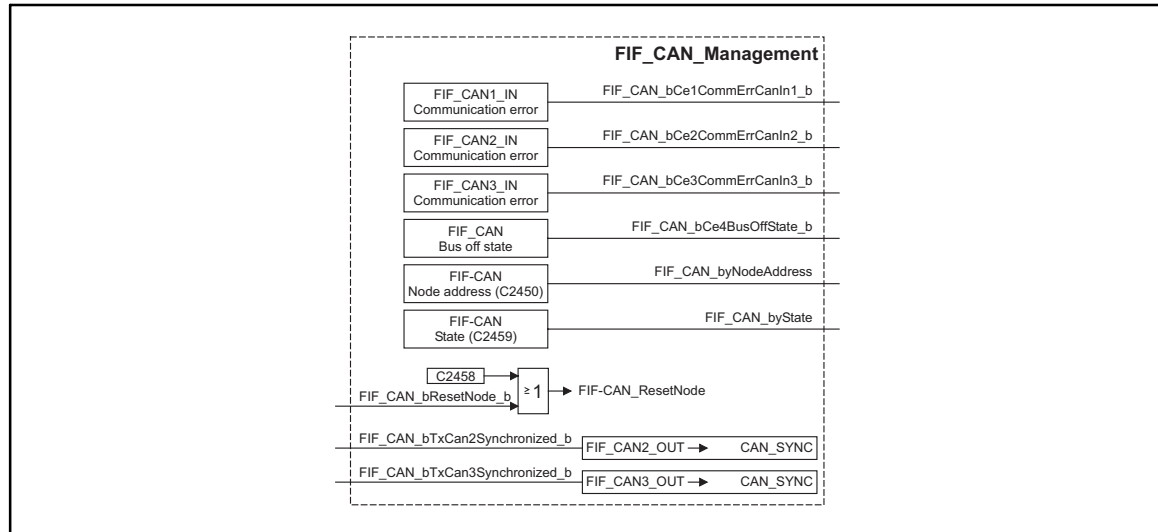 FIF_CAN_Management
FIF_CAN1_IN
Communication error
FIF_CAN_bCe1CommErrCanIn1_b
FIF_CAN2_IN
Communication error
FIF_CAN_bCe2CommErrCanIn2_b
FIF_CAN3_IN
Communication error
FIF_CAN_bCe3CommErrCanIn3_b
FIF_CAN
Bus off state
FIF_CAN_bCe4BusOffState_b
FIF-CAN
Node address (C2450)
FIF_CAN_byNodeAddress
FIF-CAN
State (C2459)
FIF_CAN_byState
C2458
FIF_CAN_bResetNode_b
≥1
FIF-CAN_ResetNode
FIF_CAN_bTxCan2Synchronized_b
FIF_CAN2_OUT
CAN_SYNC
FIF_CAN_bTxCan3Synchronized_b
FIF_CAN3_OUT
CAN_SYNC